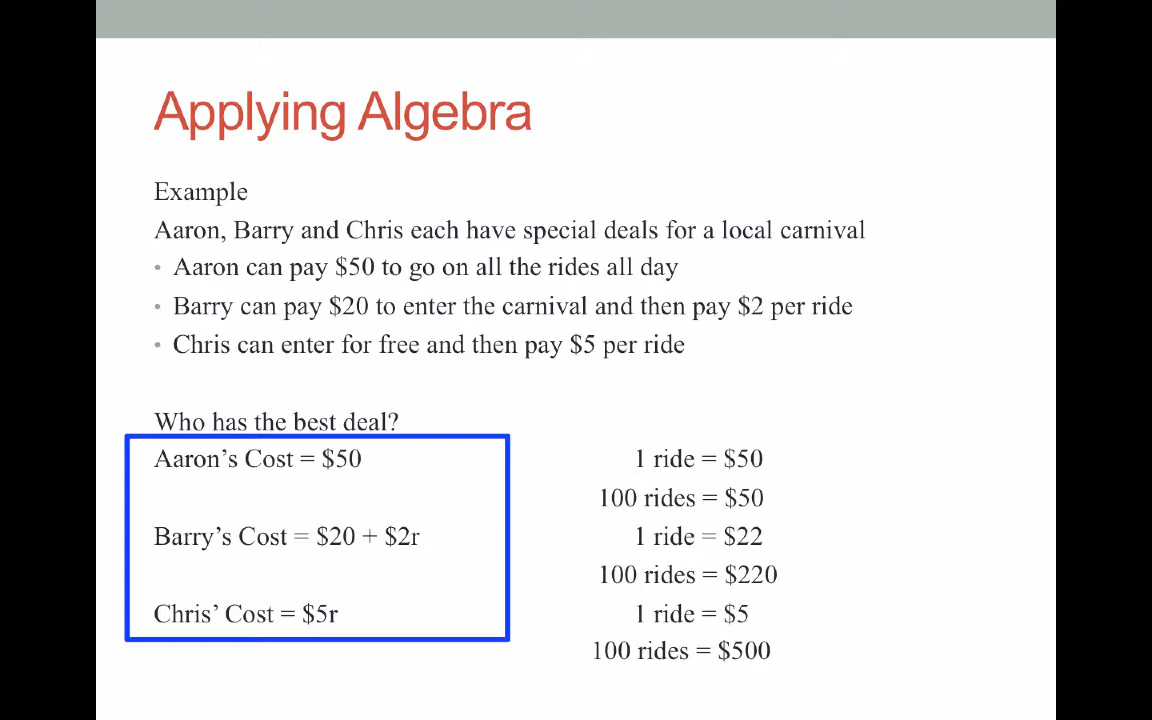 Applying Algebra
Example
Aaron, Barry and Chris each have special deals for a local carnival
• Aaron can pay $50 to go on all the rides all day
• Barry can pay $20 to enter the carnival and then pay $2 per ride
• Chris can enter for free and then pay $5 per ride
Who has the best deal?
Aaron’s Cost = $50
1 ride = $50
100 rides = $50
Barry’s Cost = $20 + $2r
1 ride = $22
100 rides = $220
Chris’ Cost = $5r
1 ride = $5
100 rides = $500